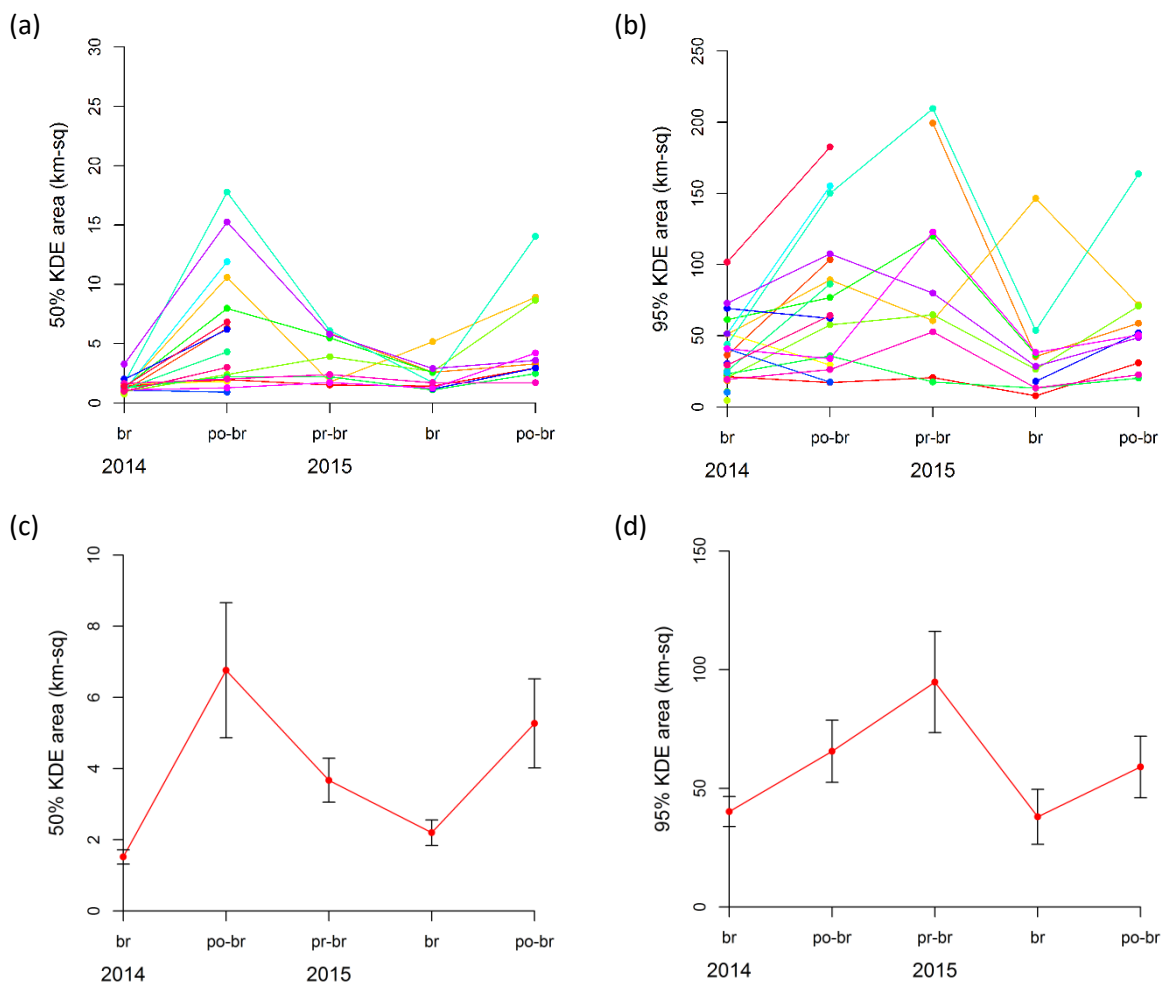 (a)
50% KDE area (km-sq)
30
25
20
15
10
5
0
br po-br pr-br br po-br
2014 2015
(b)
95% KDE area (km-sq)
250
200
150
100
50
0
br po-br pr-br br po-br
2014 2015
(c)
50% KDE area (km-sq)
10
8
6
4
2
0
br po-br pr-br br po-br
2014 2015
(d)
95% KDE area (km-sq)
150
100
50
0
br po-br pr-br br po-br
2014 2015